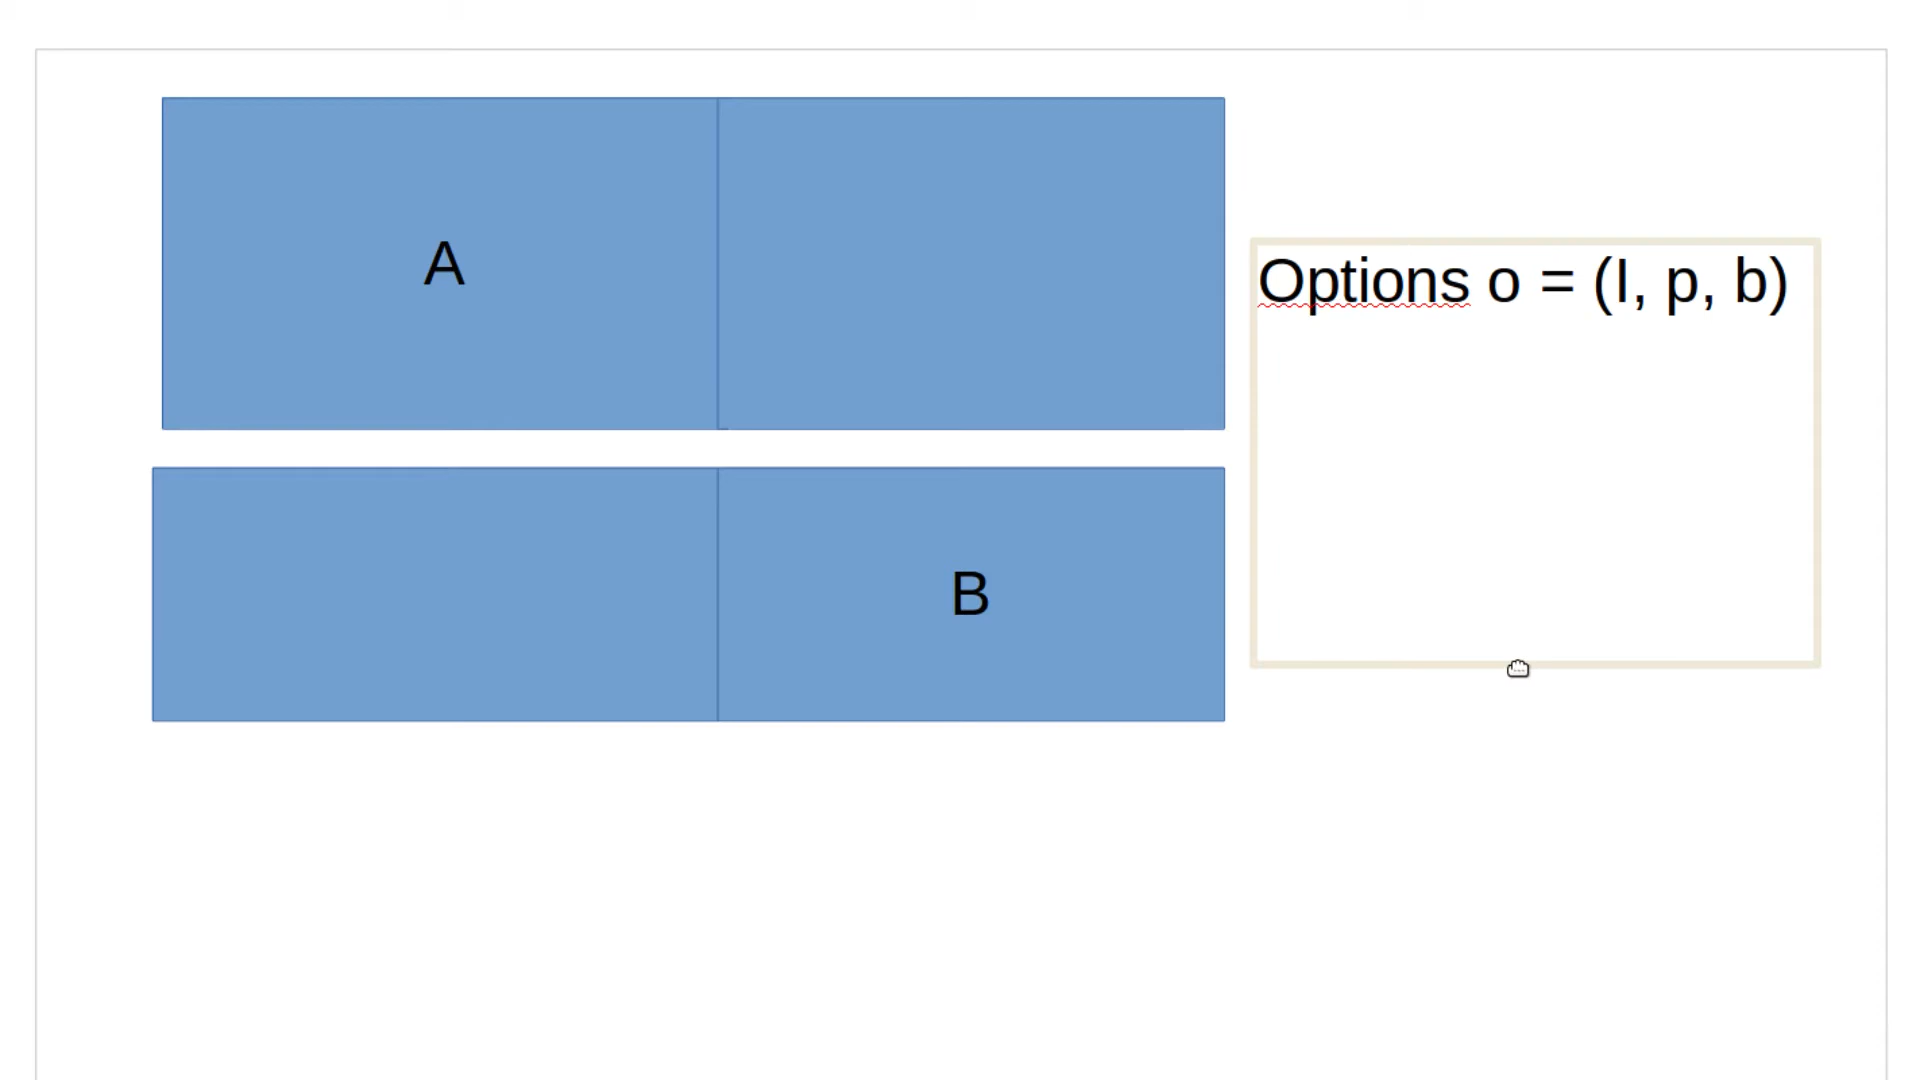 A
Options o = (I, p, b)
B